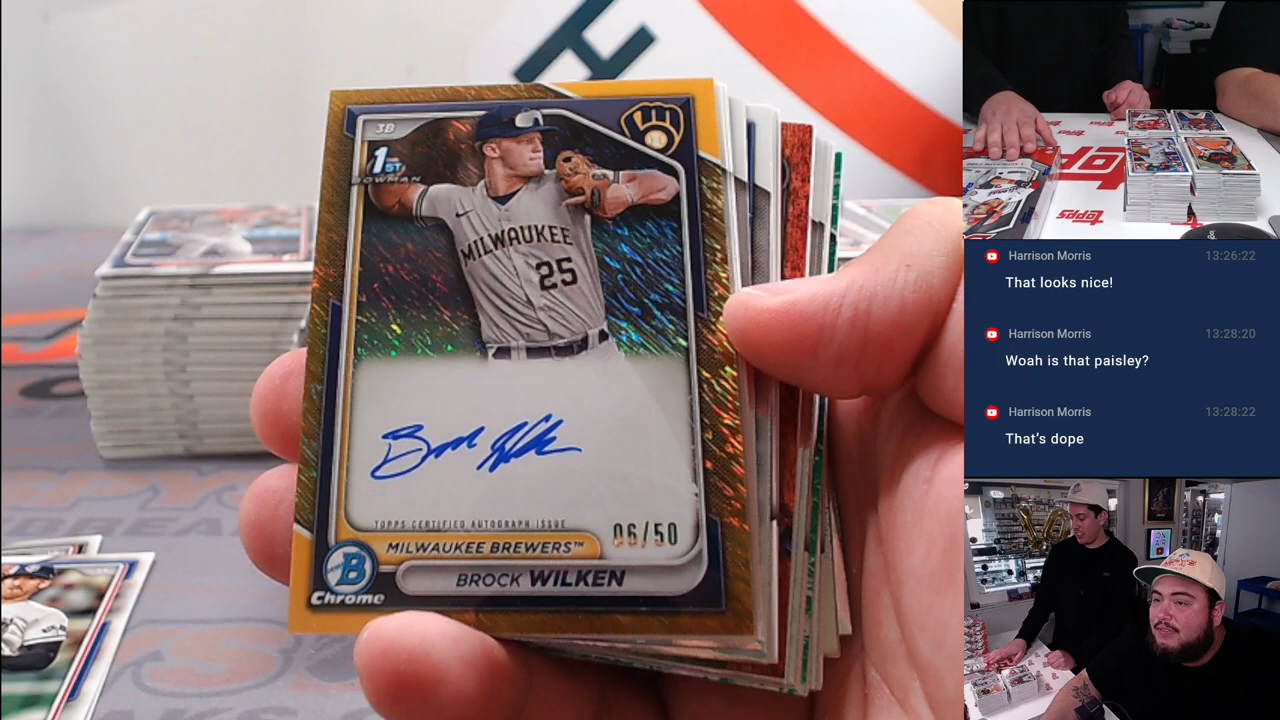 3B
1ST
BOWMAN
MILWAUKEE
25
Brock Wilken
TOPPS CERTIFIED AUTOGRAPH ISSUE
06/50
MILWAUKEE BREWERS™
BROCK WILKEN
B
Chrome
topps
topps
Harrison Morris 13:26:22
That looks nice!
Harrison Morris 13:28:20
Woah is that paisley?
Harrison Morris 13:28:22
That's dope